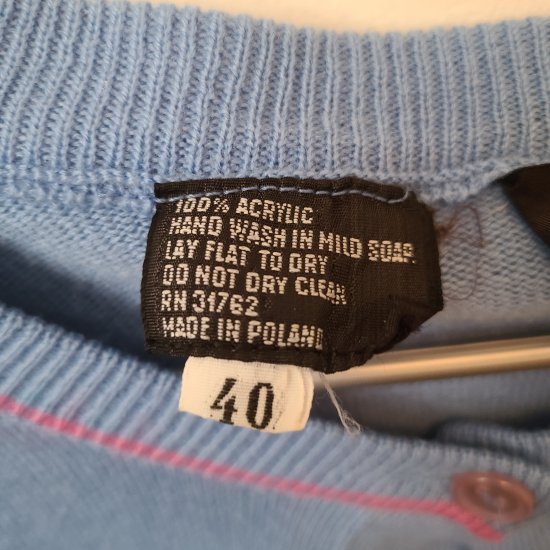 100% ACRYLIC
HAND WASH IN MILD SOAP
LAY FLAT TO DRY
DO NOT DRY CLEAN
RN 31762
MADE IN POLAND
40